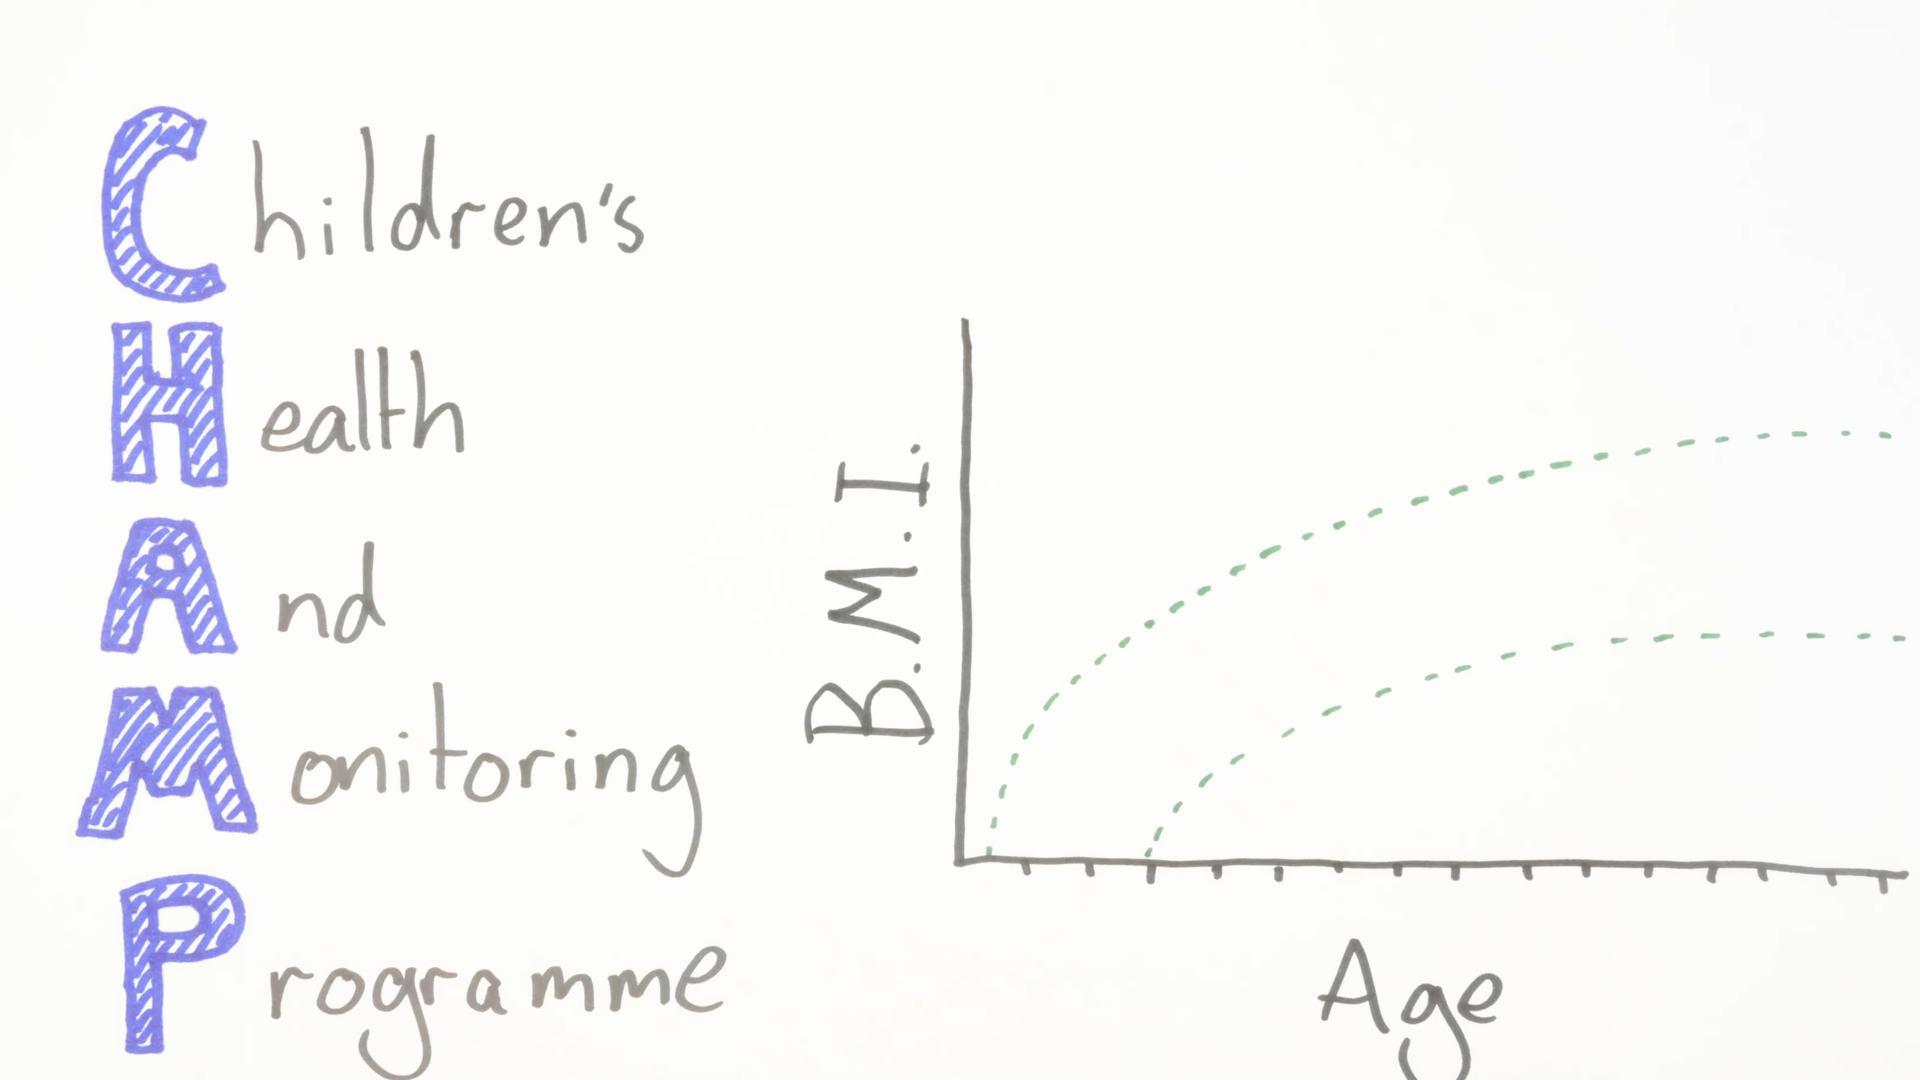 Children's
Health
And
Monitoring
Programme
B.M.I.
Age